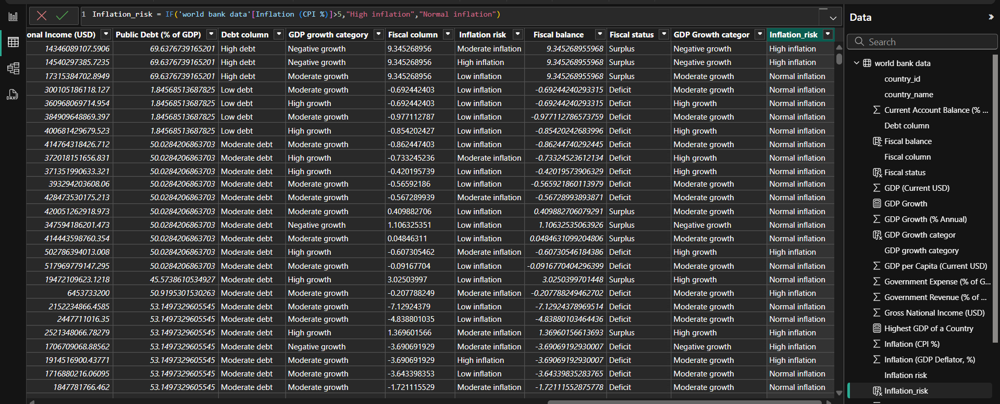 1 Inflation_risk = IF('world bank data'[Inflation (CPI %)]>5,"High inflation","Normal inflation")
Data
Search
onal Income (USD) Public Debt (% of GDP) Debt column GDP growth category Fiscal column Inflation risk Fiscal balance Fiscal status GDP Growth categor Inflation_risk
14346089107.5906 69.6376739165201 High debt Negative growth 9.345268956 Moderate inflation 9.345268955968 Surplus Negative growth High inflation
14540297385.7235 69.6376739165201 High debt Negative growth 9.345268956 High inflation 9.345268955968 Surplus Negative growth High inflation
17315384702.8949 69.6376739165201 High debt Moderate growth 9.345268956 Low inflation 9.345268955968 Surplus Moderate growth Normal inflation
300105186118.127 1.84568513687825 Low debt Moderate growth -0.692442403 Low inflation -0.69244240293315 Deficit Moderate growth Normal inflation
360968069714.954 1.84568513687825 Low debt High growth -0.692442403 Low inflation -0.69244240293315 Deficit High growth Normal inflation
384909648869.397 1.84568513687825 Low debt Moderate growth -0.977112787 Low inflation -0.977112786573759 Deficit Moderate growth Normal inflation
400681429679.523 1.84568513687825 Low debt High growth -0.854202427 Low inflation -0.85420242683996 Deficit High growth Normal inflation
414764318426.712 50.0284206863703 Moderate debt Moderate growth -0.862447403 Low inflation -0.86244740292445 Deficit Moderate growth Normal inflation
372018151656.831 50.0284206863703 Moderate debt High growth -0.733245236 Moderate inflation -0.73324523612134 Deficit High growth Normal inflation
371351990633.321 50.0284206863703 Moderate debt High growth -0.420195739 Low inflation -0.42019573906329 Deficit High growth Normal inflation
393294203608.06 50.0284206863703 Moderate debt Moderate growth -0.56592186 Low inflation -0.565921860113979 Deficit Moderate growth Normal inflation
428473530175.213 50.0284206863703 Moderate debt Moderate growth -0.567289939 Moderate inflation -0.56728993893871 Deficit Moderate growth Normal inflation
420051262918.973 50.0284206863703 Moderate debt Moderate growth 0.409882706 Low inflation 0.409882706079291 Surplus Moderate growth Normal inflation
347594186201.473 50.0284206863703 Moderate debt Negative growth 1.106325351 Low inflation 1.10632535063926 Surplus Negative growth Normal inflation
414443598760.354 50.0284206863703 Moderate debt Moderate growth 0.04846311 Low inflation 0.0484631099204806 Surplus Moderate growth Normal inflation
502786394013.008 50.0284206863703 Moderate debt High growth -0.607305462 Moderate inflation -0.60730546184386 Deficit High growth High inflation
517969779147.295 50.0284206863703 Moderate debt Moderate growth -0.09167704 Low inflation -0.0916770404296399 Deficit Moderate growth Normal inflation
19472109623.1218 45.5738610534927 Moderate debt High growth 3.02503997 Low inflation 3.0250399701448 Surplus High growth Normal inflation
6453733200 50.9195301530263 Moderate debt Moderate growth -0.207788249 Moderate inflation -0.207788249462702 Deficit Moderate growth High inflation
2152234866.4585 53.1497329605545 Moderate debt Moderate growth -7.12924379 Low inflation -7.12924378969514 Deficit Moderate growth Normal inflation
2447711016.35 53.1497329605545 Moderate debt Moderate growth -4.838801035 Low inflation -4.83880103464436 Deficit Moderate growth Normal inflation
2521348066.78279 53.1497329605545 Moderate debt High growth 1.369601566 Moderate inflation 1.36960156613693 Surplus High growth High inflation
1706709068.88562 53.1497329605545 Moderate debt Negative growth -3.690691929 Moderate inflation -3.69069192930007 Deficit Negative growth High inflation
1914516900.43771 53.1497329605545 Moderate debt Moderate growth -3.690691929 High inflation -3.69069192930007 Deficit Moderate growth High inflation
1716880216.06095 53.1497329605545 Moderate debt Moderate growth -3.643398353 Low inflation -3.64339835283765 Deficit Moderate growth Normal inflation
1847781766.462 53.1497329605545 Moderate debt Moderate growth -1.721115529 Moderate inflation -1.72111552875778 Deficit Moderate growth Normal inflation
world bank data
country_id
country_name
Current Account Balance (% ...
Debt column
Fiscal balance
Fiscal column
Fiscal status
GDP (Current USD)
GDP Growth
GDP Growth (% Annual)
GDP Growth categor
GDP growth category
GDP per Capita (Current USD)
Government Expense (% of G...
Government Revenue (% of ...
Gross National Income (USD)
Highest GDP of a Country
Inflation (CPI %)
Inflation (GDP Deflator, %)
Inflation risk
Inflation_risk
DAX